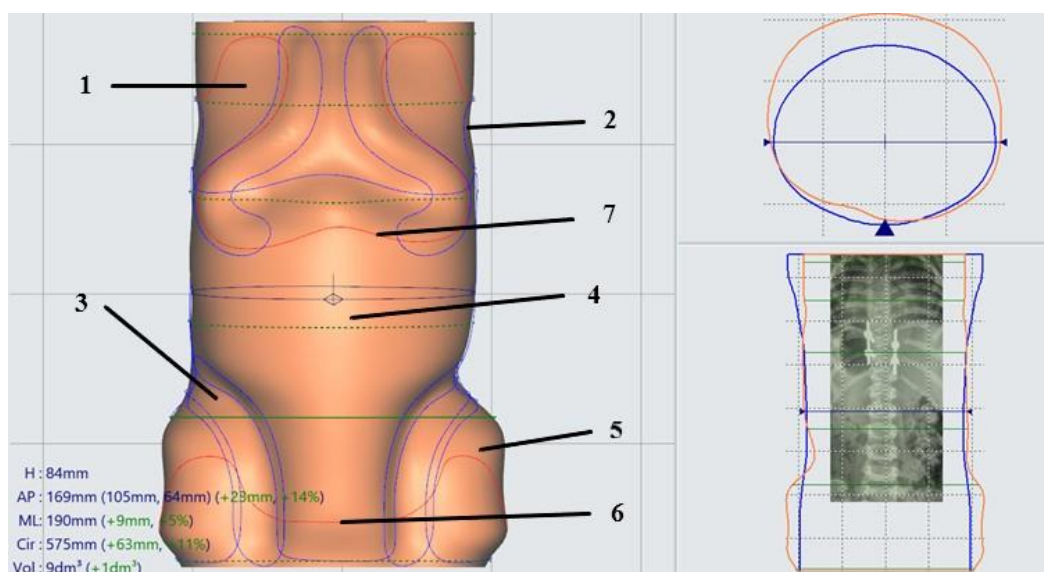 1
2
7
4
3
5
6
H : 84mm
AP : 169mm (105mm, 64mm) (+23mm, +14%)
ML: 190mm (+9mm, +5%)
Cir : 575mm (+63mm, +11%)
Vol : 9dm³ (+1dm³)